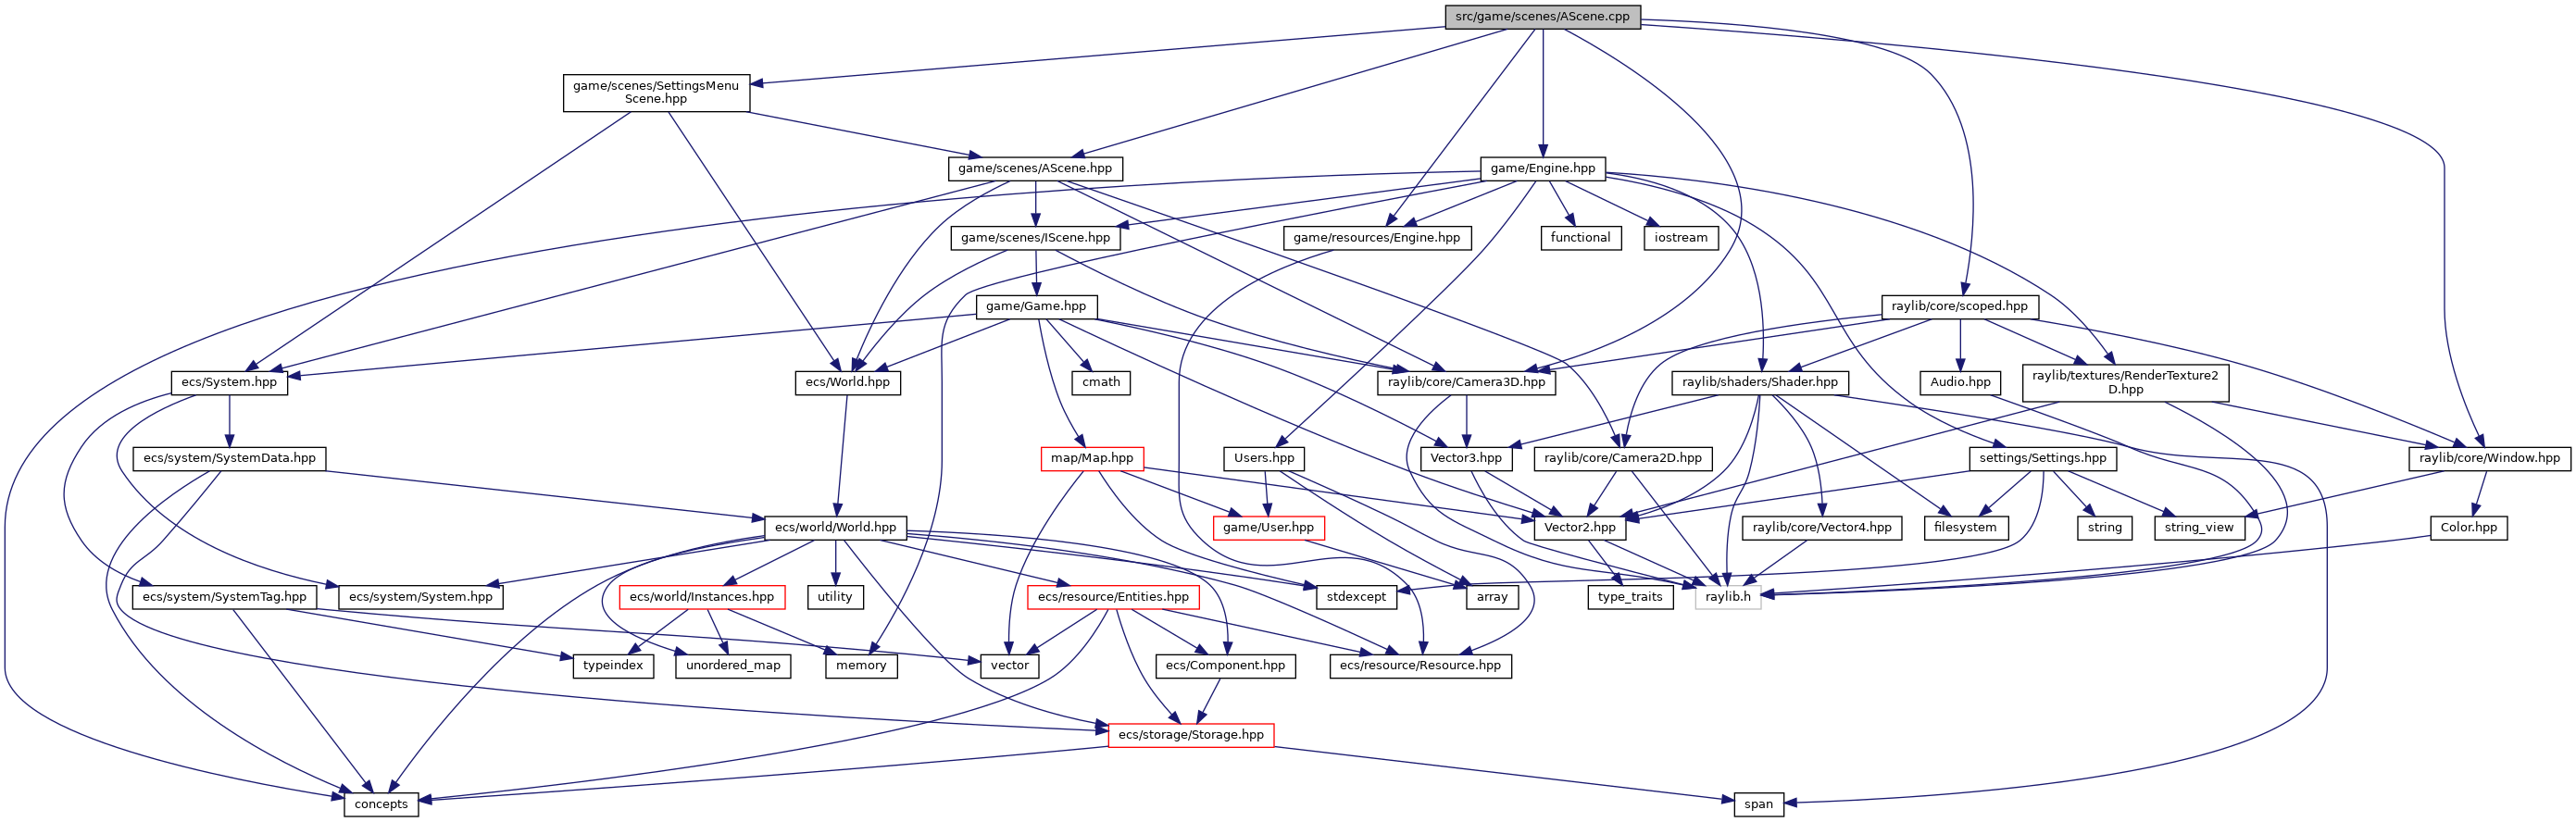 src/game/scenes/AScene.cpp
game/scenes/SettingsMenu
Scene.hpp
game/scenes/AScene.hpp
game/Engine.hpp
game/scenes/IScene.hpp
game/resources/Engine.hpp
functional
iostream
game/Game.hpp
raylib/core/scoped.hpp
ecs/System.hpp
ecs/World.hpp
cmath
raylib/core/Camera3D.hpp
raylib/shaders/Shader.hpp
Audio.hpp
raylib/textures/RenderTexture2
D.hpp
ecs/system/SystemData.hpp
map/Map.hpp
Users.hpp
Vector3.hpp
raylib/core/Camera2D.hpp
settings/Settings.hpp
raylib/core/Window.hpp
ecs/world/World.hpp
game/User.hpp
Vector2.hpp
raylib/core/Vector4.hpp
filesystem
string
string_view
Color.hpp
ecs/system/SystemTag.hpp
ecs/system/System.hpp
ecs/world/Instances.hpp
utility
ecs/resource/Entities.hpp
stdexcept
array
type_traits
raylib.h
typeindex
unordered_map
memory
vector
ecs/Component.hpp
ecs/resource/Resource.hpp
ecs/storage/Storage.hpp
concepts
span